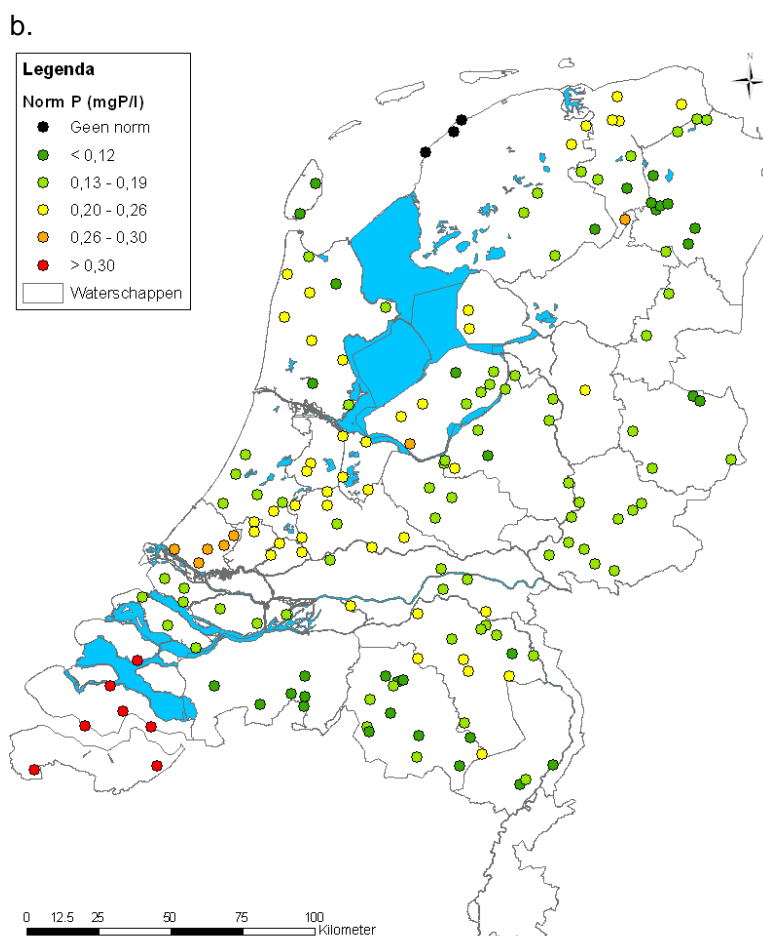 b.
Legenda
Norm P (mgP/l)
Geen norm
< 0,12
0,13 - 0,19
0,20 - 0,26
0,26 - 0,30
> 0,30
Waterschappen
N
0 12.5 25 50 75 100
Kilometer